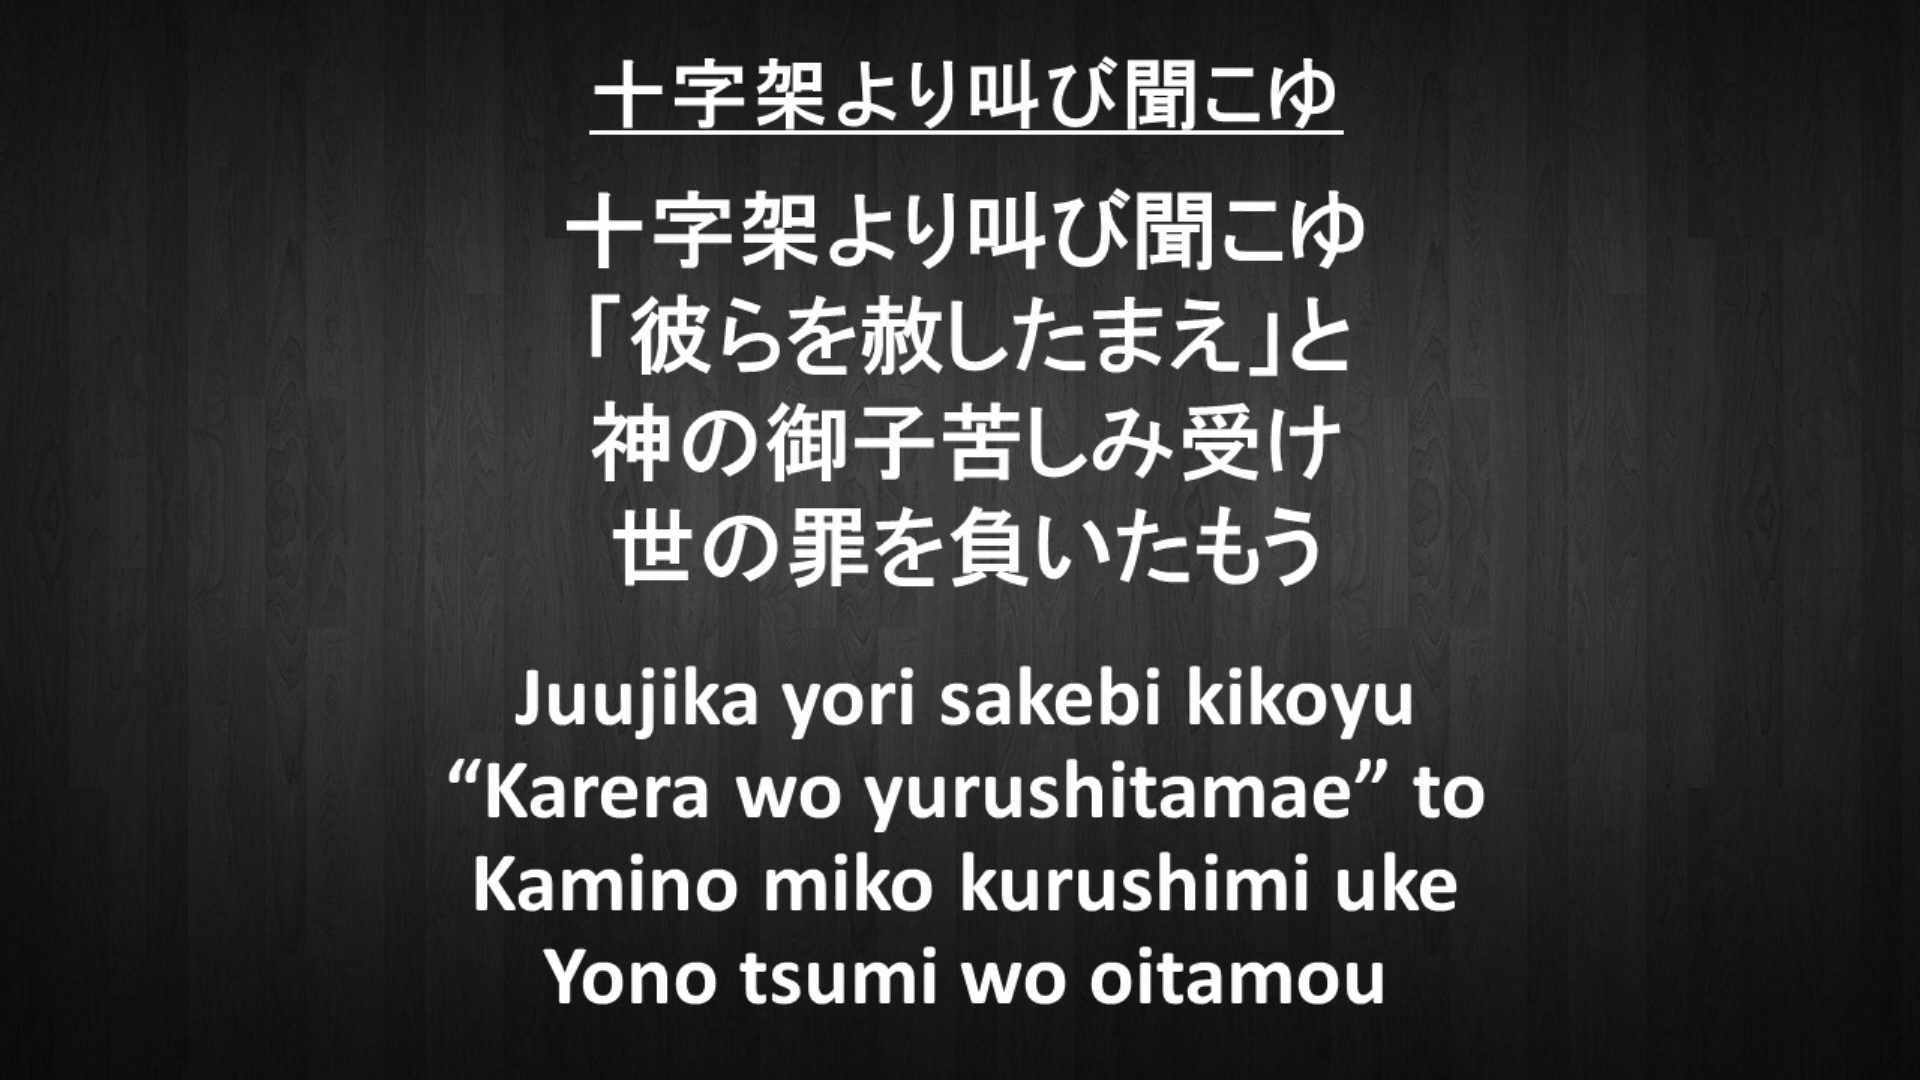 十字架より叫び聞こゆ
十字架より叫び聞こゆ
「彼らを赦したまえ」と
神の御子苦しみ受け
世の罪を負いたもう
Juujika yori sakebi kikoyu
“Karera wo yurushitamae” to
Kamino miko kurushimi uke
Yono tsumi wo oitamou